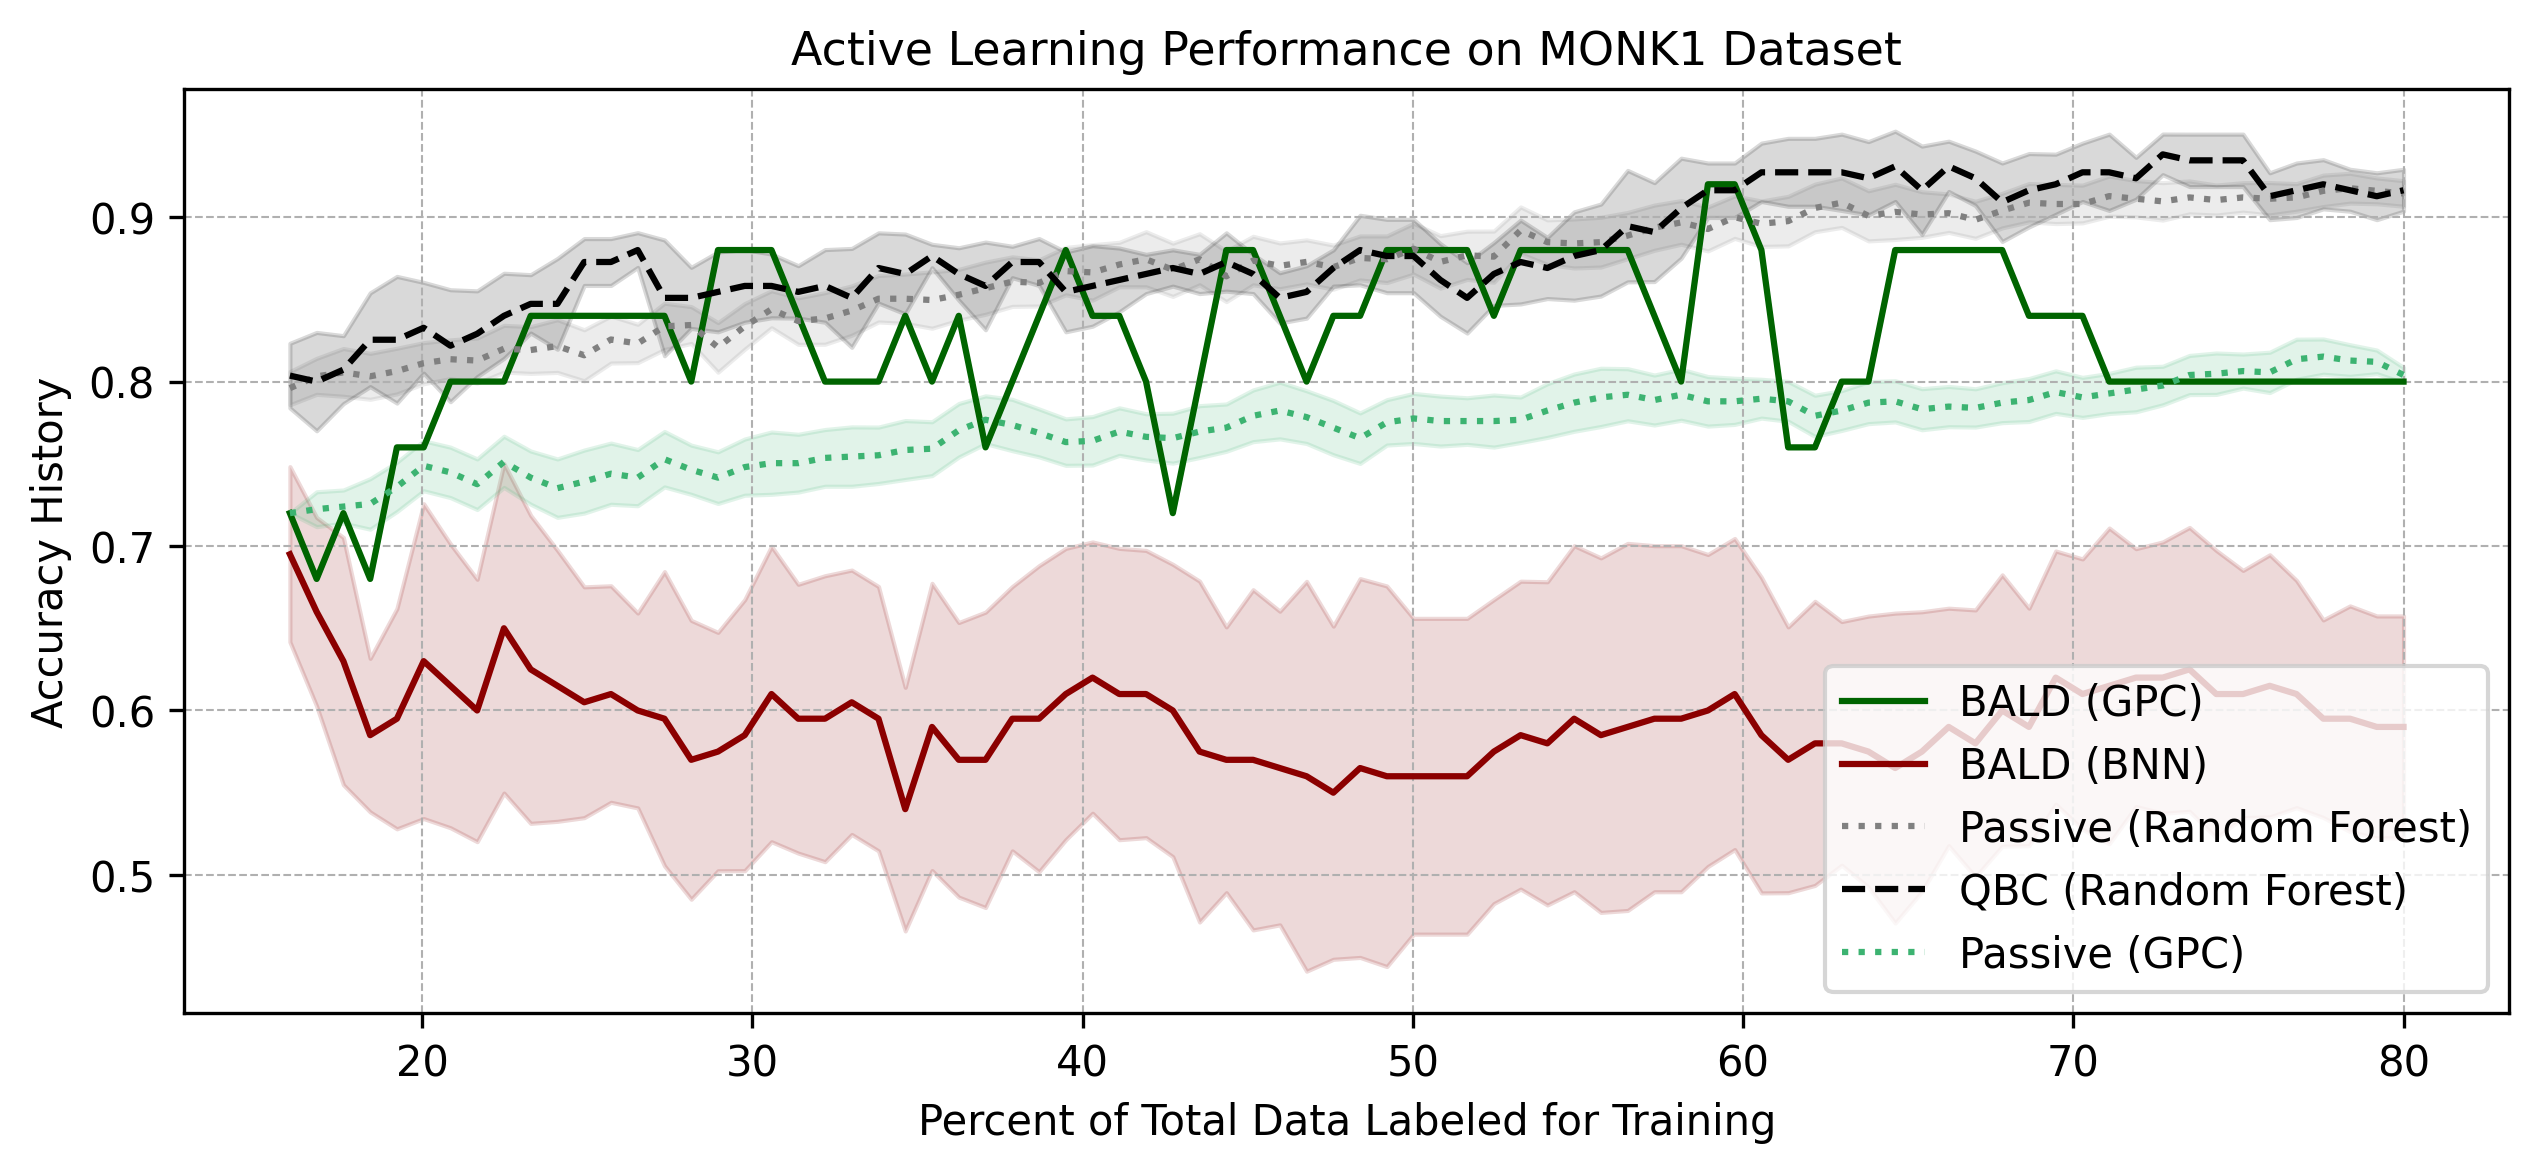 Active Learning Performance on MONK1 Dataset
Accuracy History
0.9
0.8
0.7
0.6
0.5
20 30 40 50 60 70 80
Percent of Total Data Labeled for Training
BALD (GPC)
BALD (BNN)
Passive (Random Forest)
QBC (Random Forest)
Passive (GPC)